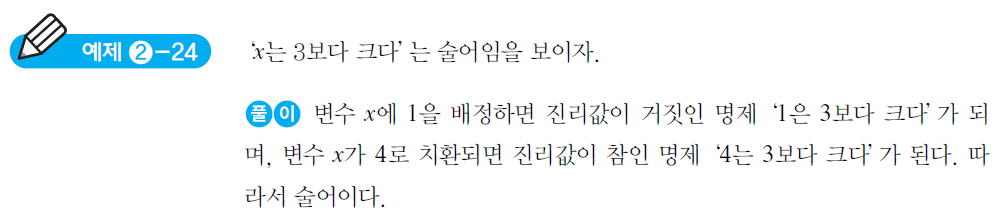 예제 2-24 ‘x는 3보다 크다’는 술어임을 보이자.
풀이 변수 x에 1을 배정하면 진리값이 거짓인 명제 ‘1은 3보다 크다’가 되
며, 변수 x가 4로 치환되면 진리값이 참인 명제 ‘4는 3보다 크다’가 된다. 따
라서 술어이다.